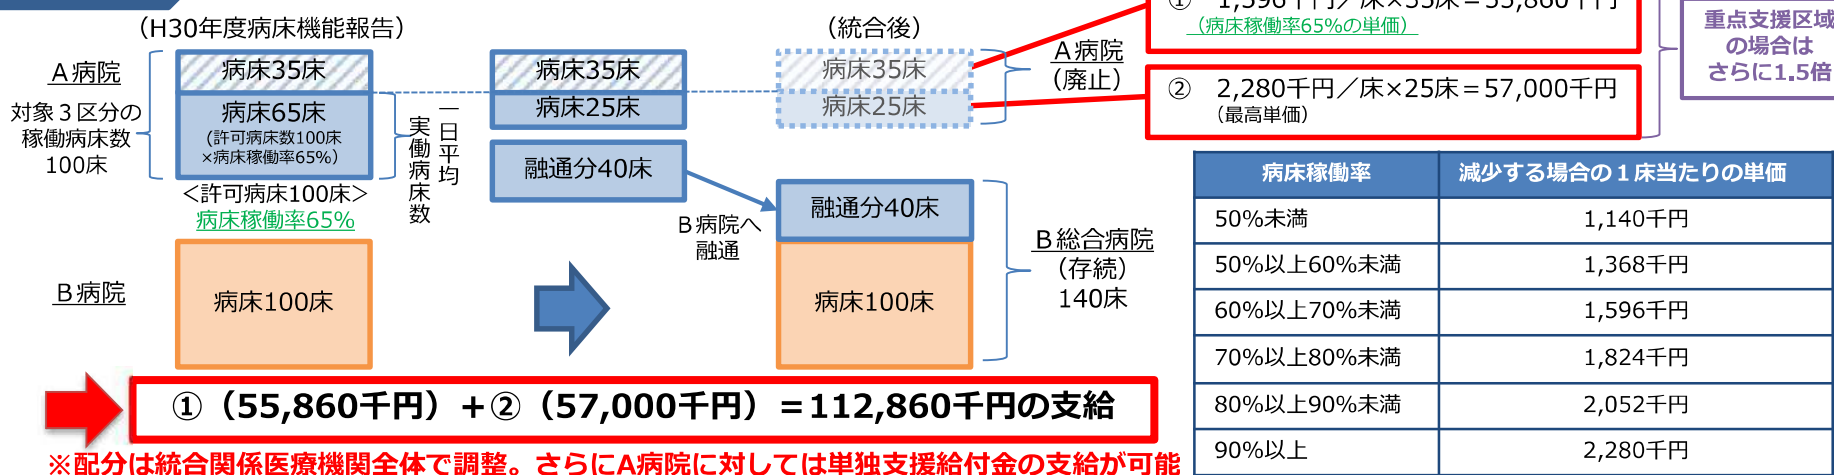 ① 1,596千円／床×35床＝55,860千円
（病床稼働率65％の単価）
② 2,280千円／床×25床＝57,000千円
（最高単価）
重点支援区域
の場合は
さらに1.5倍
（H30年度病床機能報告）
（統合後）
Ａ病院
対象３区分の
稼働病床数
100床
病床35床
病床65床
（許可病床数100床
×病床稼働率65％）
一日平均
実働病床数
＜許可病床100床＞
病床稼働率65％
病床35床
病床25床
融通分40床
Ｂ病院へ
融通
病床35床
病床25床
Ａ病院
（廃止）
融通分40床
病床100床
Ｂ総合病院
（存続）
140床
Ｂ病院
病床100床
病床稼働率 減少する場合の１床当たりの単価
50％未満 1,140千円
50％以上60％未満 1,368千円
60％以上70％未満 1,596千円
70％以上80％未満 1,824千円
80％以上90％未満 2,052千円
90％以上 2,280千円
①（55,860千円）＋②（57,000千円）＝112,860千円の支給
※配分は統合関係医療機関全体で調整。さらにA病院に対しては単独支援給付金の支給が可能